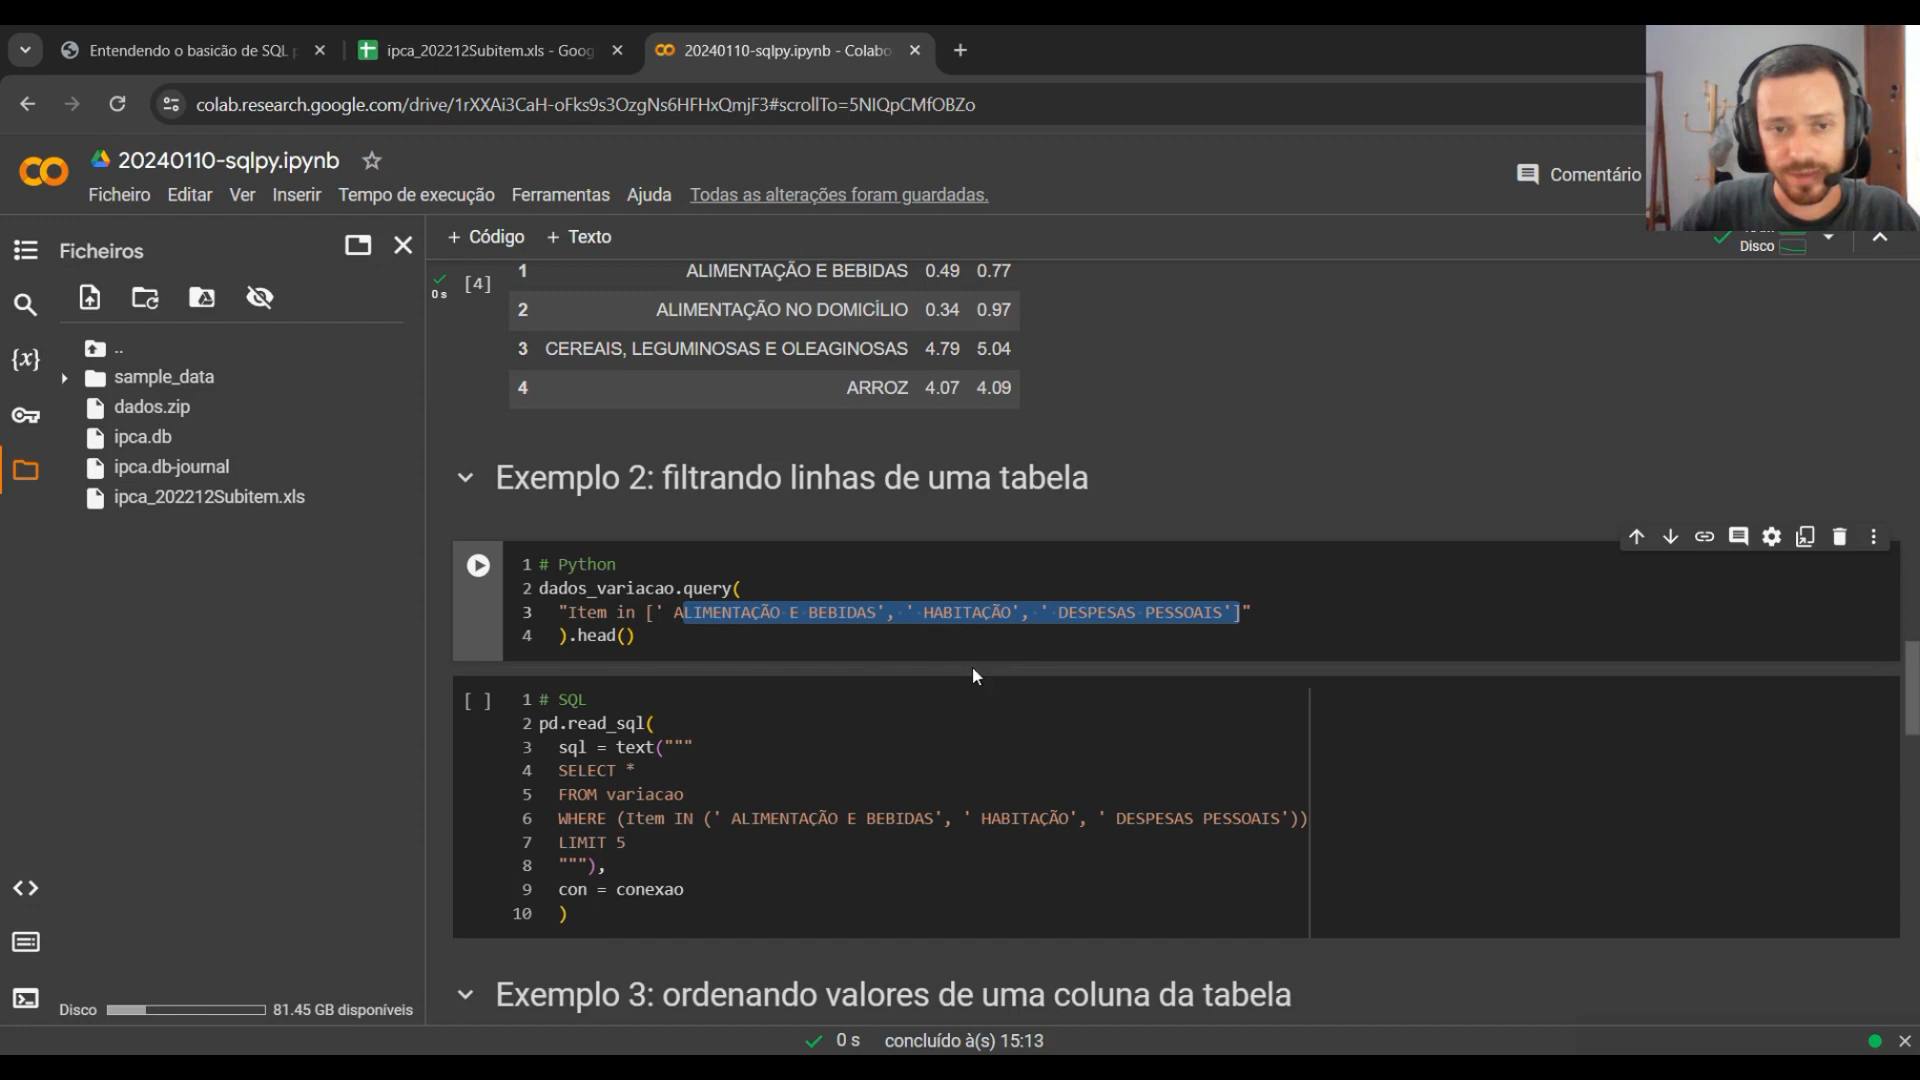 Entendendo o basicão de SQL p
ipca_202212Subitem.xls - Goog
20240110-sqlpy.ipynb - Colabo
colab.research.google.com/drive/1rXXAi3CaH-oFks9s3OzgNs6HFHxQmjF3#scrollTo=5NIQpCMfOBZo
20240110-sqlpy.ipynb
Comentário
Ficheiro Editar Ver Inserir Tempo de execução Ferramentas Ajuda Todas as alterações foram guardadas.
Ficheiros
+ Código + Texto
Disco
..
sample_data
dados.zip
ipca.db
ipca.db-journal
ipca_202212Subitem.xls
0 s
[4]
1 ALIMENTAÇÃO E BEBIDAS 0.49 0.77
2 ALIMENTAÇÃO NO DOMICÍLIO 0.34 0.97
3 CEREAIS, LEGUMINOSAS E OLEAGINOSAS 4.79 5.04
4 ARROZ 4.07 4.09
Exemplo 2: filtrando linhas de uma tabela
1 # Python
2 dados_variacao.query(
3 "Item in [' ALIMENTAÇÃO E BEBIDAS', ' HABITAÇÃO', ' DESPESAS PESSOAIS']"
4 ).head()
[ ]
1 # SQL
2 pd.read_sql(
3 sql = text("""
4 SELECT *
5 FROM variacao
6 WHERE (Item IN (' ALIMENTAÇÃO E BEBIDAS', ' HABITAÇÃO', ' DESPESAS PESSOAIS'))
7 LIMIT 5
8 """),
9 con = conexao
10 )
Exemplo 3: ordenando valores de uma coluna da tabela
Disco 81.45 GB disponíveis
0 s concluído à(s) 15:13